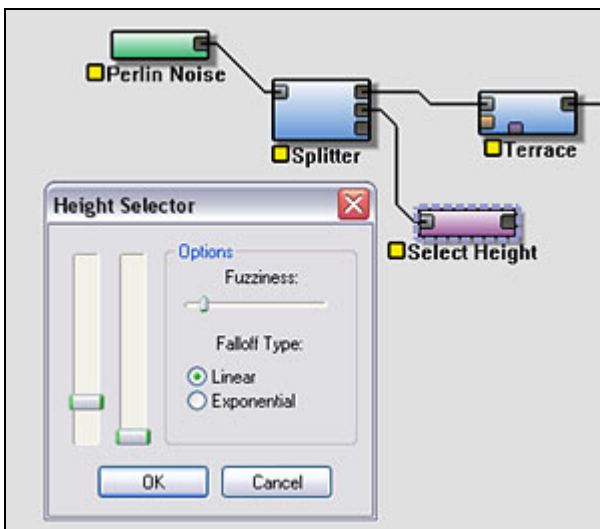 Perlin Noise
Splitter
Terrace
Select Height
Height Selector
Options
Fuzziness:
Falloff Type:
Linear
Exponential
OK
Cancel